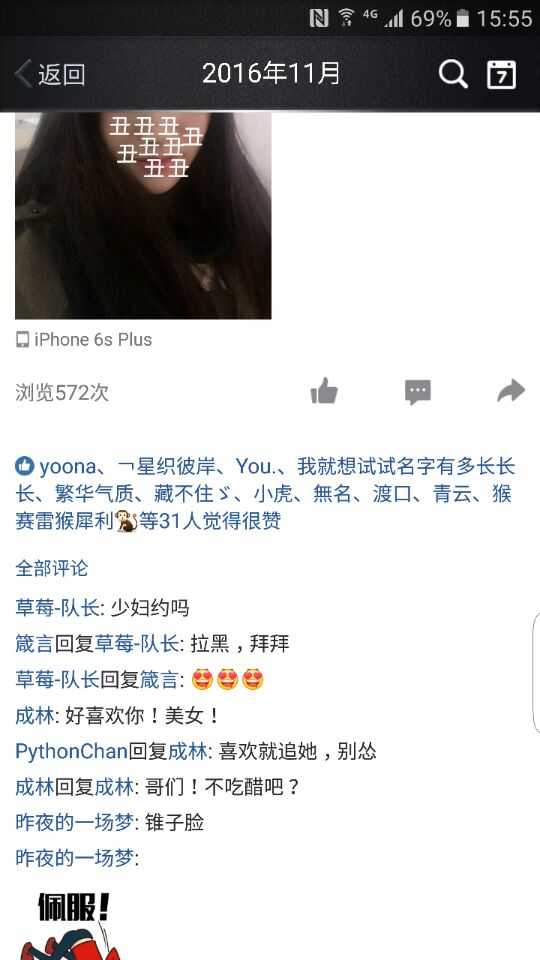 4G 69% 15:55
返回 2016年11月 7
丑丑丑
丑丑丑丑
丑丑
iPhone 6s Plus
浏览572次
yoona、¬星织彼岸、You.、我就想试试名字有多长长
长、繁华气质、藏不住ゞ、小虎、無名、渡口、青云、猴
赛雷猴犀利🐒等31人觉得很赞
全部评论
草莓-队长: 少妇约吗
箴言回复草莓-队长: 拉黑，拜拜
草莓-队长回复箴言: 😍😍😍
成林: 好喜欢你！美女！
PythonChan回复成林: 喜欢就追她，别怂
成林回复成林: 哥们！不吃醋吧？
昨夜的一场梦: 锥子脸
昨夜的一场梦:
佩服！